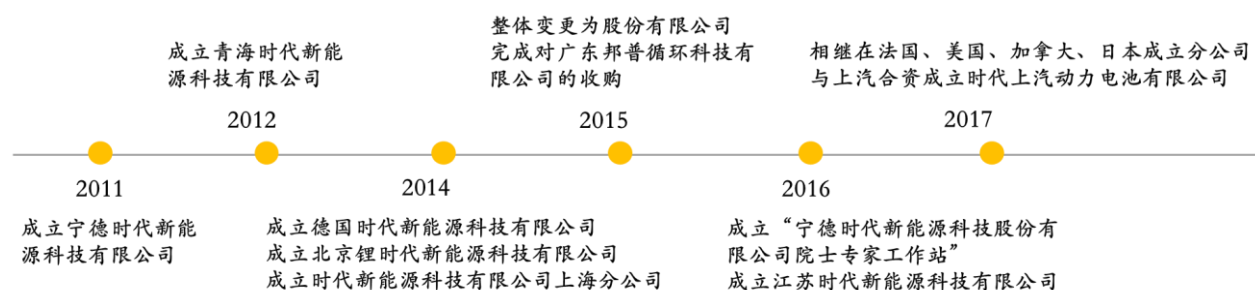 整体变更为股份有限公司
成立青海时代新能
完成对广东邦普循环科技有
相继在法国、美国、加拿大、日本成立分公司
源科技有限公司
限公司的收购
与上汽合资成立时代上汽动力电池有限公司
2012
2015
2017
2011
2014
2016
成立宁德时代新能
源科技有限公司
成立德国时代新能源科技有限公司
成立北京锂时代新能源科技有限公司
成立时代新能源科技有限公司上海分公司
成立“宁德时代新能源科技股份有
限公司院士专家工作站”
成立江苏时代新能源科技有限公司